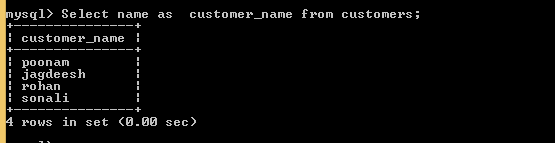 mysql> Select name as  customer_name from customers;
+---------------+
| customer_name |
+---------------+
| poonam        |
| jagdeesh      |
| rohan         |
| sonali        |
+---------------+
4 rows in set (0.00 sec)